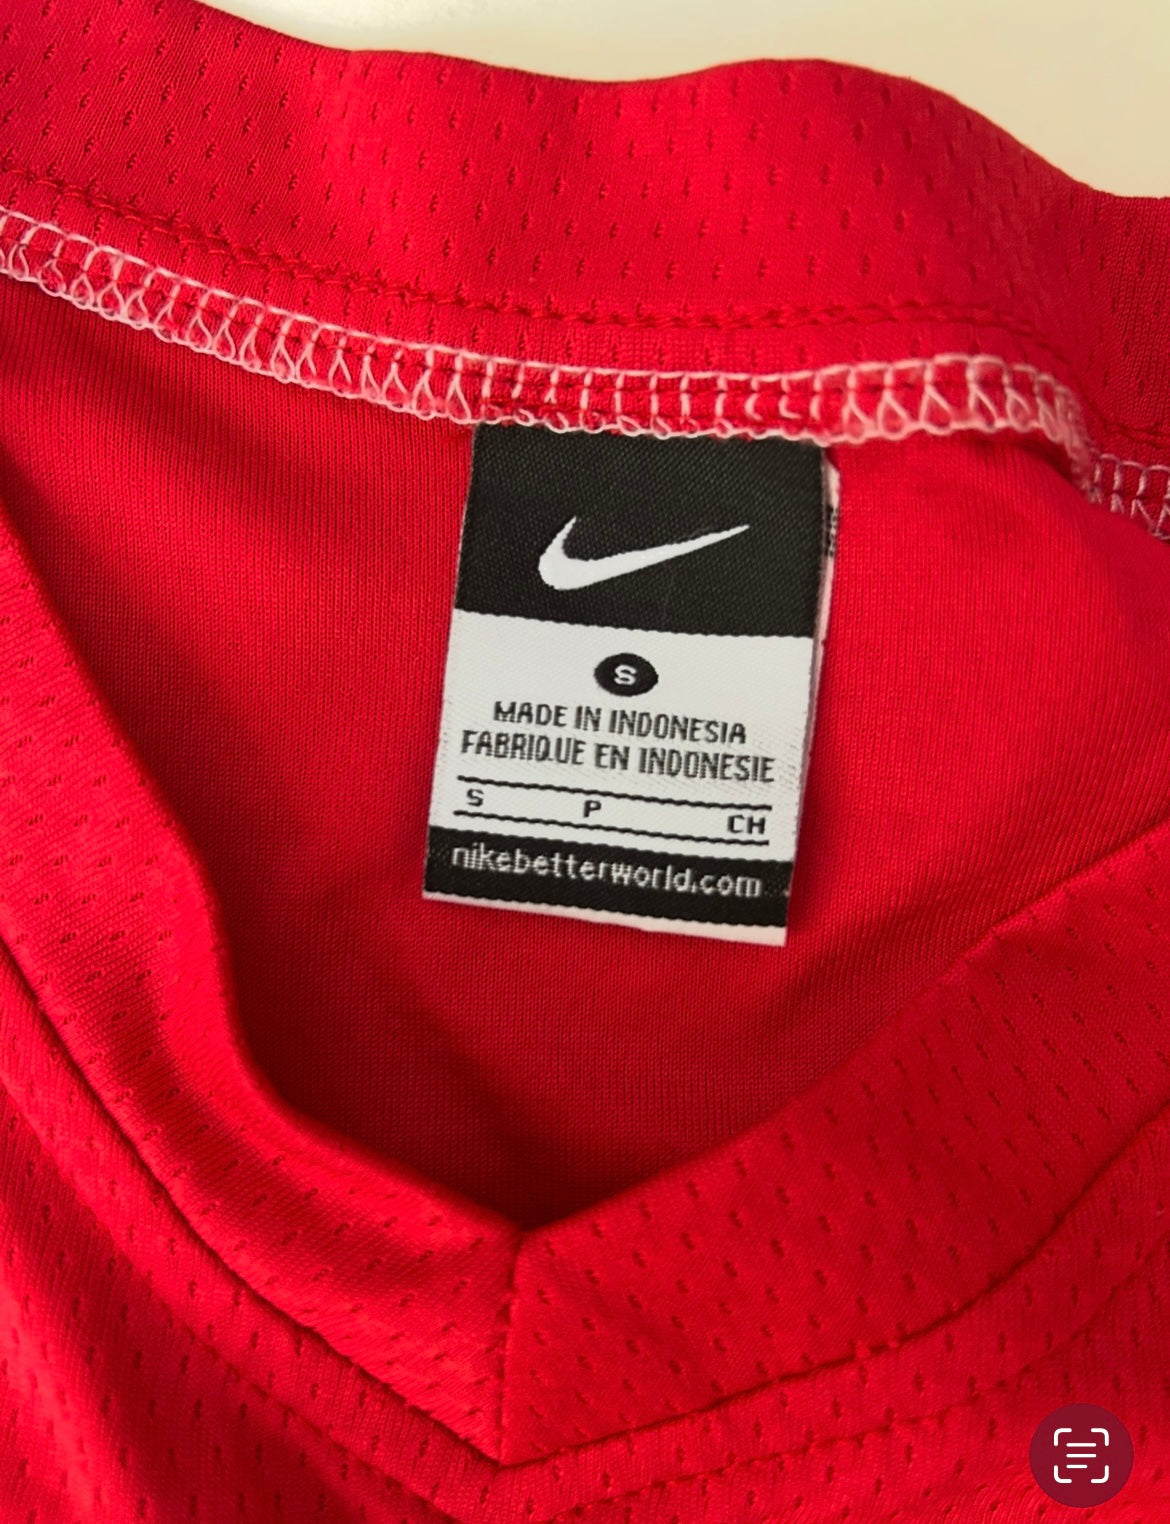 S
MADE IN INDONESIA
FABRIQUE EN INDONESIE
S P CH
nikebetterworld.com